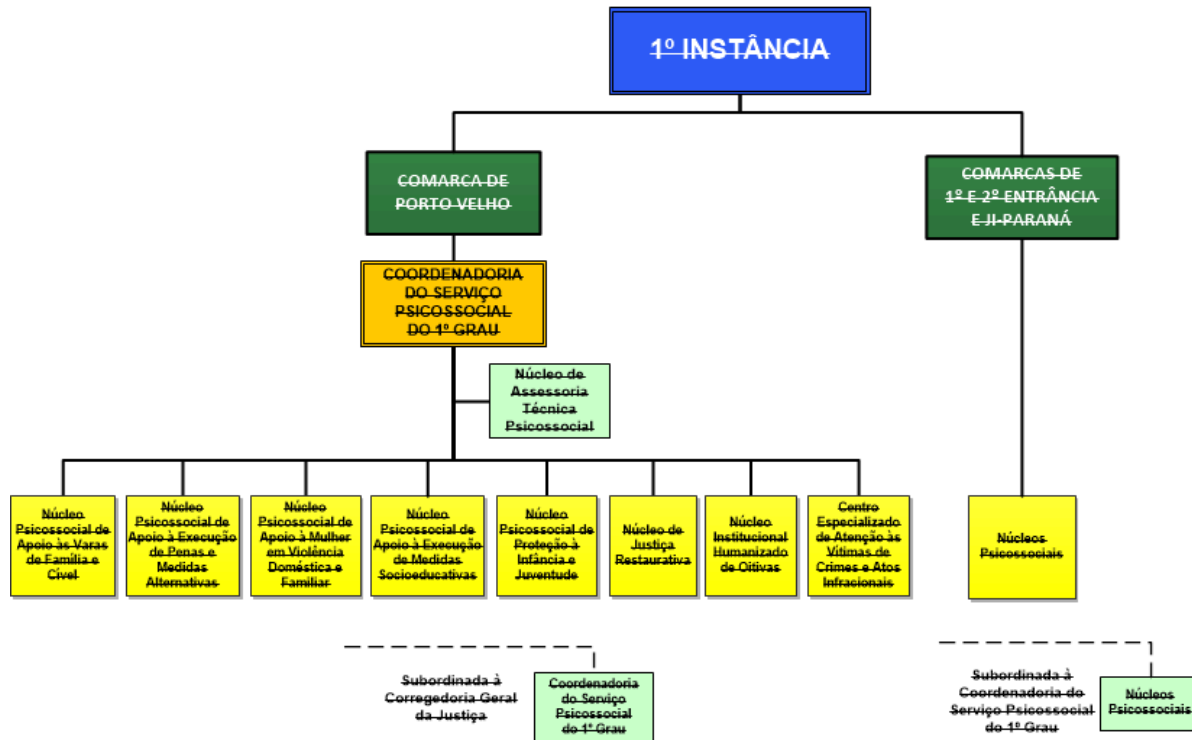 1º INSTÂNCIA
COMARCA DE
PORTO VELHO
COMARCAS DE
1º E 2º ENTRÂNCIA
E JI-PARANÁ
COORDENADORIA
DO SERVIÇO
PSICOSSOCIAL
DO 1º GRAU
Núcleo de
Assessoria
Técnica
Psicossocial
Núcleo
Psicossocial de
Apoio às Varas
de Família e
Cível
Núcleo
Psicossocial de
Apoio à Execução
de Penas e
Medidas
Alternativas
Núcleo
Psicossocial de
Apoio à Mulher
em Violência
Doméstica e
Familiar
Núcleo
Psicossocial de
Apoio à Execução
de Medidas
Socioeducativas
Núcleo
Psicossocial de
Proteção à
Infância e
Juventude
Núcleo de
Justiça
Restaurativa
Núcleo
Institucional
Humanizado
de Oitivas
Centro
Especializado
de Atenção às
Vítimas de
Crimes e Atos
Infracionais
Núcleos
Psicossociais
Subordinada à
Corregedoria Geral
da Justiça
Coordenadoria
do Serviço
Psicossocial
do 1º Grau
Subordinada à
Coordenadoria do
Serviço Psicossocial
do 1º Grau
Núcleos
Psicossociais